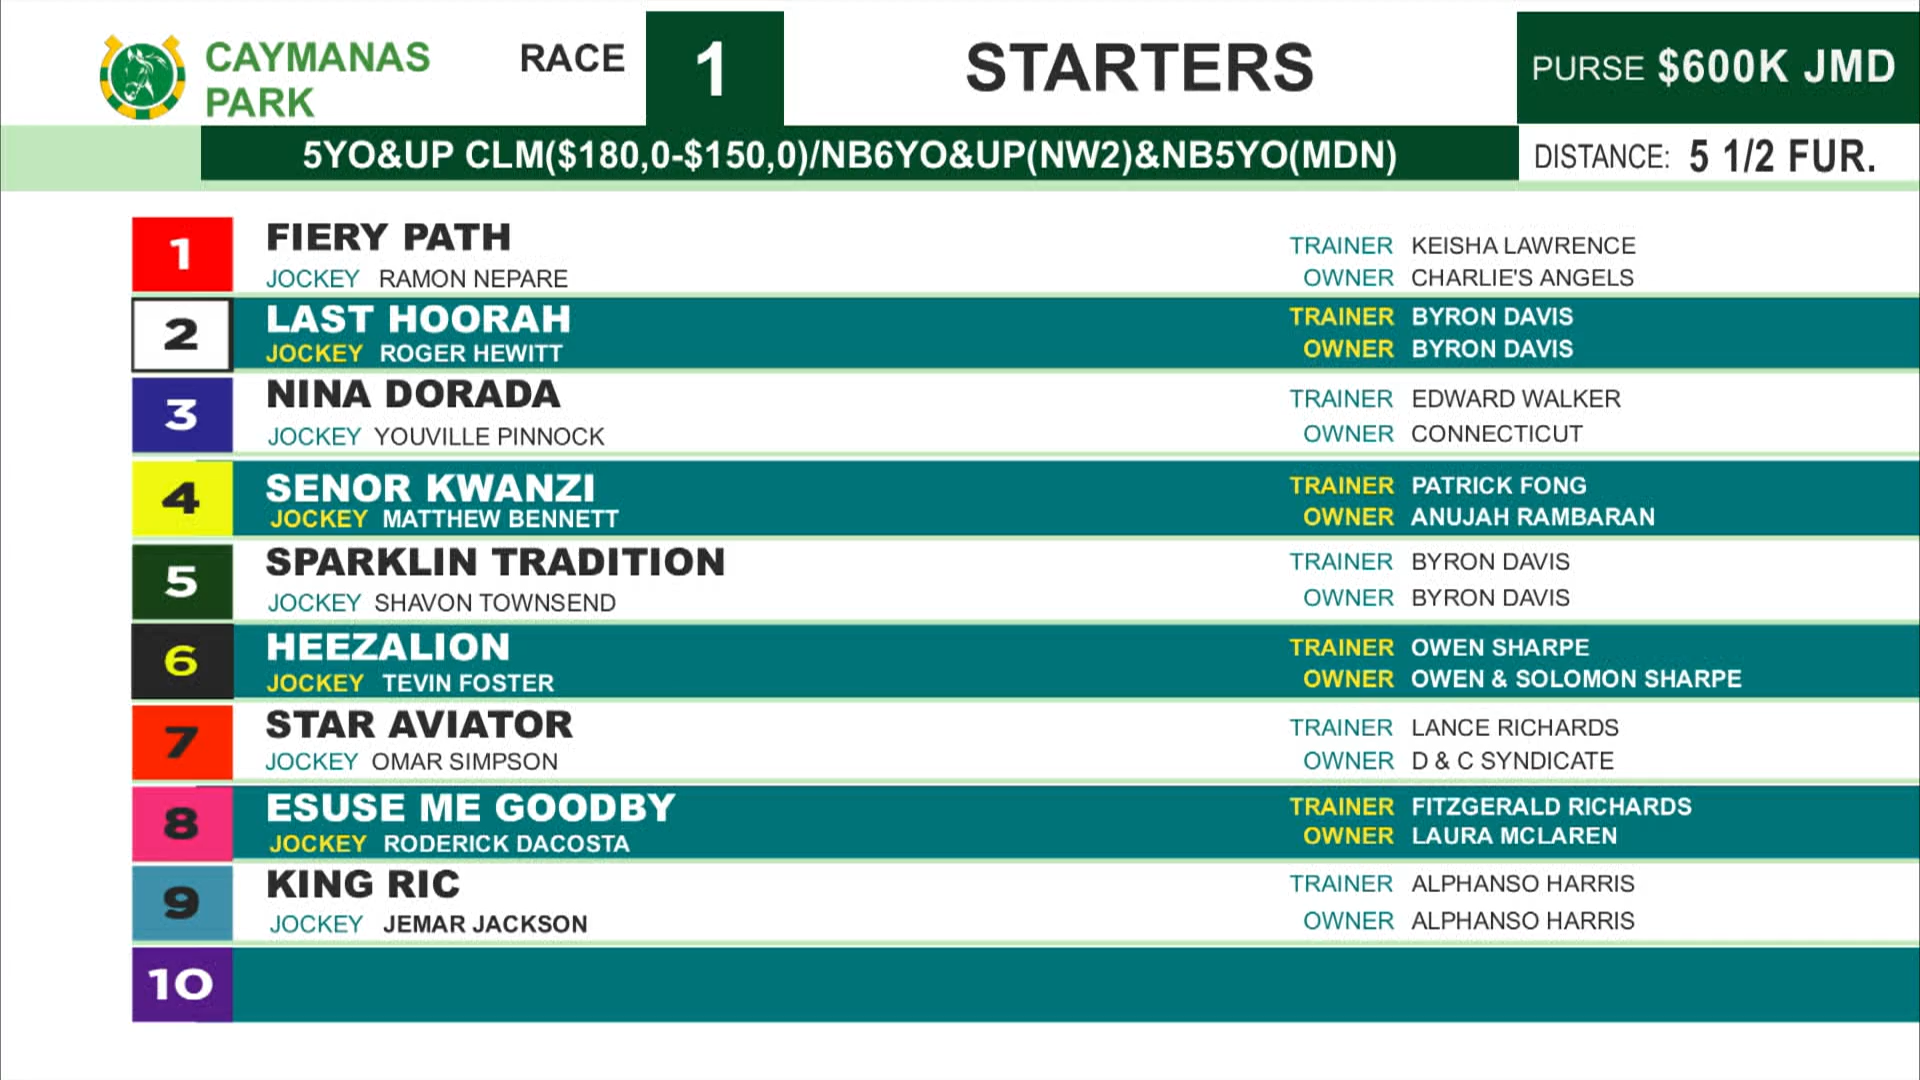 CAYMANAS PARK
RACE 1
STARTERS
PURSE $600K JMD
5YO&UP CLM($180,0-$150,0)/NB6YO&UP(NW2)&NB5YO(MDN)
DISTANCE: 5 1/2 FUR.
1 FIERY PATH
JOCKEY RAMON NEPARE
TRAINER KEISHA LAWRENCE
OWNER CHARLIE'S ANGELS
2 LAST HOORAH
JOCKEY ROGER HEWITT
TRAINER BYRON DAVIS
OWNER BYRON DAVIS
3 NINA DORADA
JOCKEY YOUVILLE PINNOCK
TRAINER EDWARD WALKER
OWNER CONNECTICUT
4 SENOR KWANZI
JOCKEY MATTHEW BENNETT
TRAINER PATRICK FONG
OWNER ANUJAH RAMBARAN
5 SPARKLIN TRADITION
JOCKEY SHAVON TOWNSEND
TRAINER BYRON DAVIS
OWNER BYRON DAVIS
6 HEEZALION
JOCKEY TEVIN FOSTER
TRAINER OWEN SHARPE
OWNER OWEN & SOLOMON SHARPE
7 STAR AVIATOR
JOCKEY OMAR SIMPSON
TRAINER LANCE RICHARDS
OWNER D & C SYNDICATE
8 ESUSE ME GOODBY
JOCKEY RODERICK DACOSTA
TRAINER FITZGERALD RICHARDS
OWNER LAURA MCLAREN
9 KING RIC
JOCKEY JEMAR JACKSON
TRAINER ALPHANSO HARRIS
OWNER ALPHANSO HARRIS
10